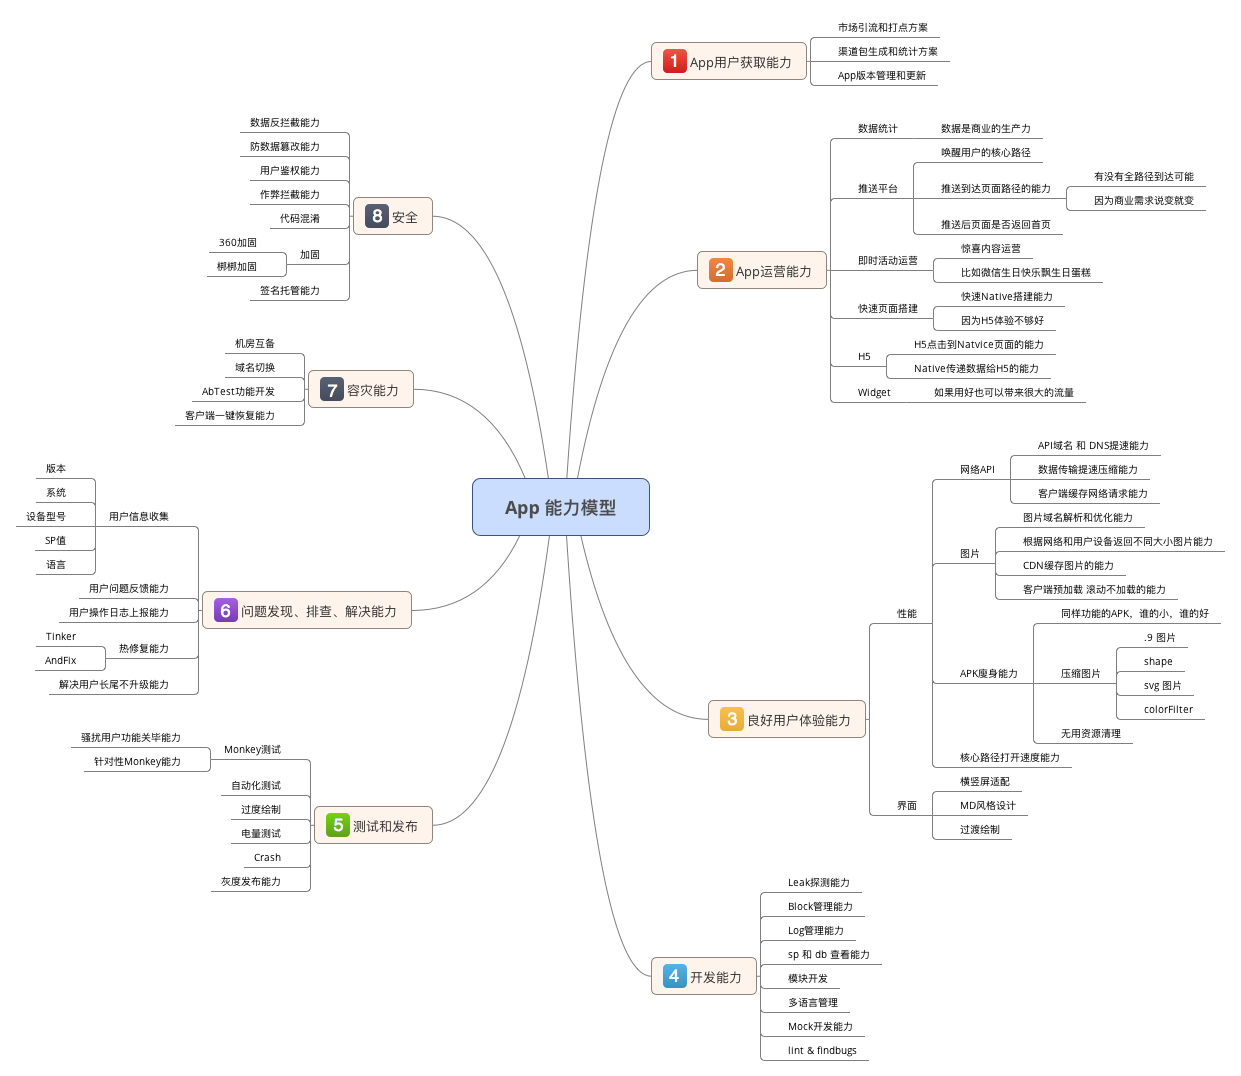 App 能力模型
1 App用户获取能力
市场引流和打点方案
渠道包生成和统计方案
App版本管理和更新
2 App运营能力
数据统计
数据是商业的生产力
推送平台
唤醒用户的核心路径
推送到达页面路径的能力
有没有全路径到达可能
因为商业需求说变就变
推送后页面是否返回首页
即时活动运营
惊喜内容运营
比如微信生日快乐飘生日蛋糕
快速页面搭建
快速Native搭建能力
因为H5体验不够好
H5
H5点击到Natvice页面的能力
Native传递数据给H5的能力
Widget
如果用好也可以带来很大的流量
3 良好用户体验能力
性能
网络API
API域名 和 DNS提速能力
数据传输提速压缩能力
客户端缓存网络请求能力
图片
图片域名解析和优化能力
根据网络和用户设备返回不同大小图片能力
CDN缓存图片的能力
客户端预加载 滚动不加载的能力
APK廋身能力
同样功能的APK，谁的小，谁的好
压缩图片
.9 图片
shape
svg 图片
colorFilter
无用资源清理
核心路径打开速度能力
界面
横竖屏适配
MD风格设计
过渡绘制
4 开发能力
Leak探测能力
Block管理能力
Log管理能力
sp 和 db 查看能力
模块开发
多语言管理
Mock开发能力
lint & findbugs
5 测试和发布
Monkey测试
骚扰用户功能关毕能力
针对性Monkey能力
自动化测试
过度绘制
电量测试
Crash
灰度发布能力
6 问题发现、排查、解决能力
用户信息收集
版本
系统
设备型号
SP值
语言
用户问题反馈能力
用户操作日志上报能力
热修复能力
Tinker
AndFix
解决用户长尾不升级能力
7 容灾能力
机房互备
域名切换
AbTest功能开发
客户端一键恢复能力
8 安全
数据反拦截能力
防数据篡改能力
用户鉴权能力
作弊拦截能力
代码混淆
加固
360加固
梆梆加固
签名托管能力